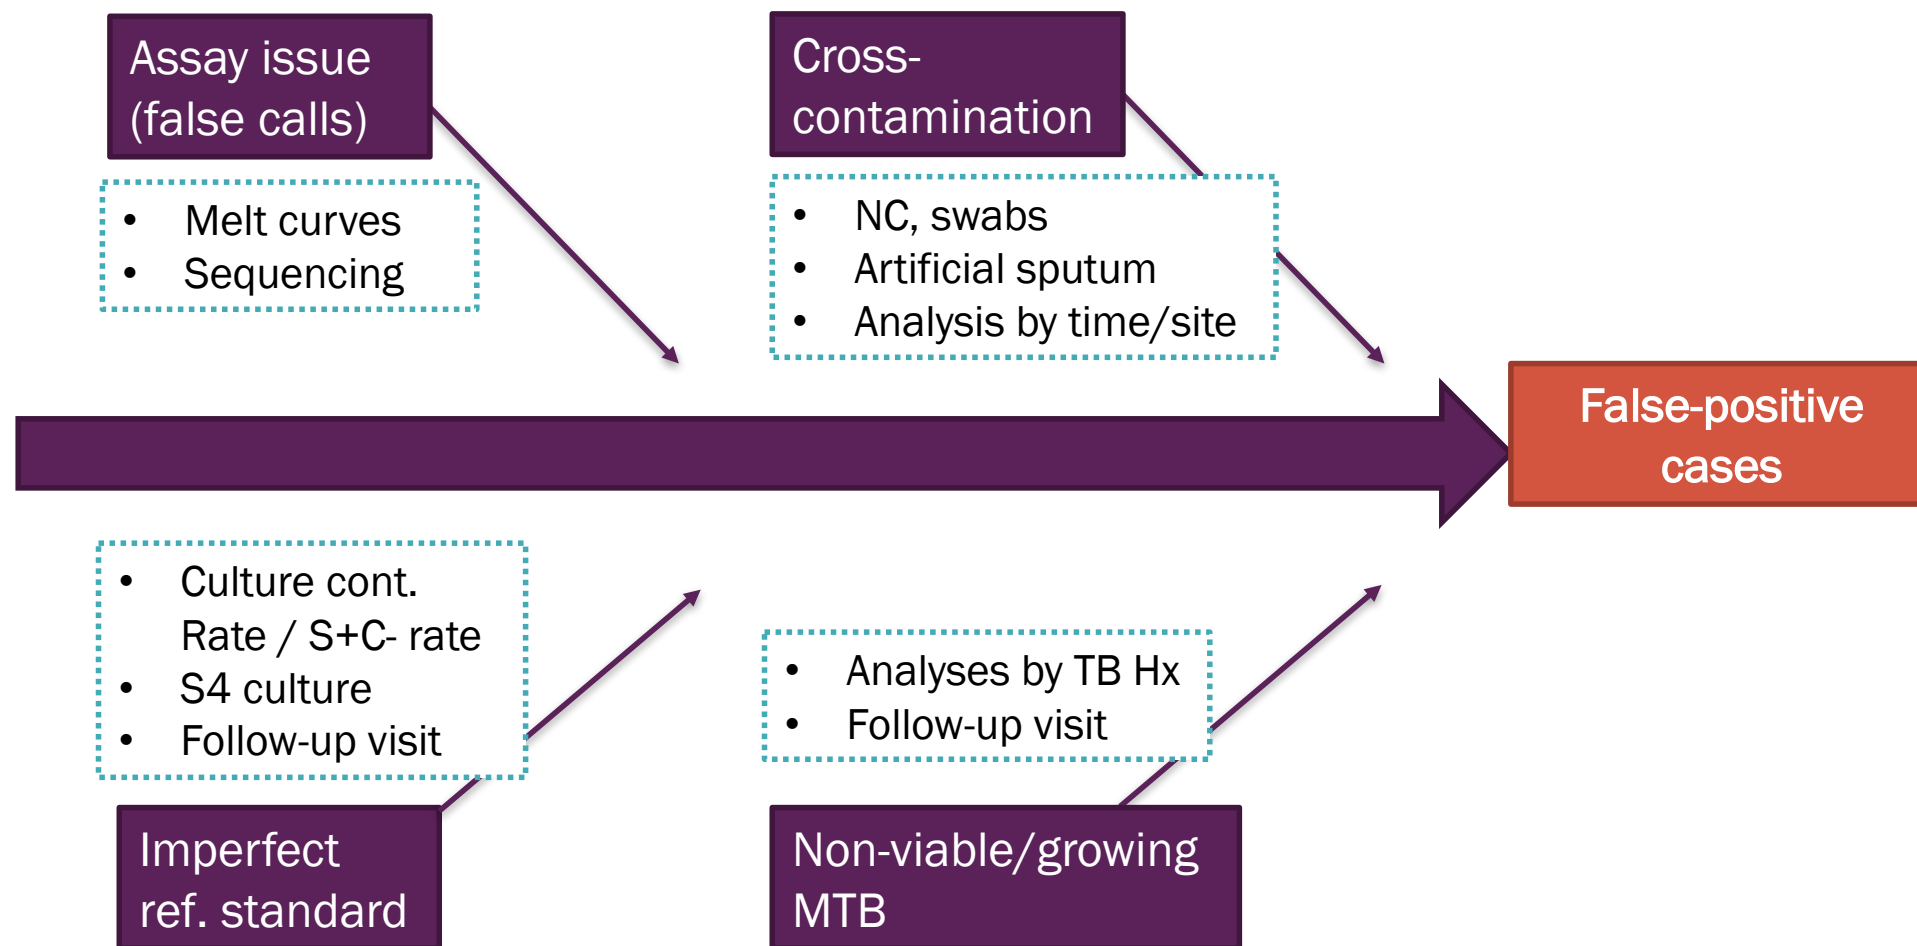 Assay issue
(false calls)
• Melt curves
• Sequencing
Cross-
contamination
• NC, swabs
• Artificial sputum
• Analysis by time/site
False-positive
cases
• Culture cont.
Rate / S+C- rate
• S4 culture
• Follow-up visit
Imperfect
ref. standard
• Analyses by TB Hx
• Follow-up visit
Non-viable/growing
MTB